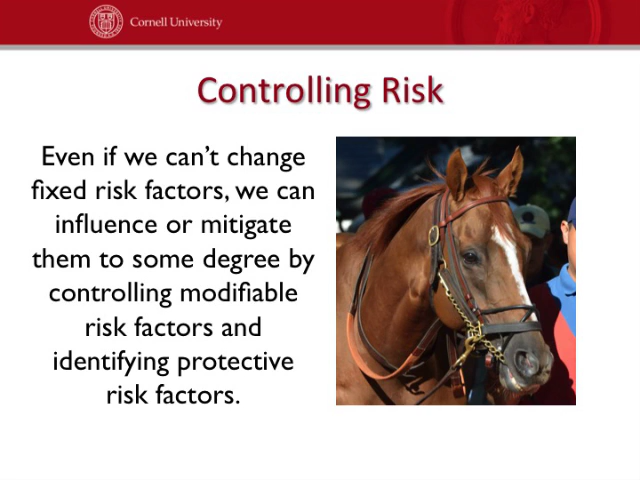 Cornell University
Controlling Risk
Even if we can’t change
fixed risk factors, we can
influence or mitigate
them to some degree by
controlling modifiable
risk factors and
identifying protective
risk factors.